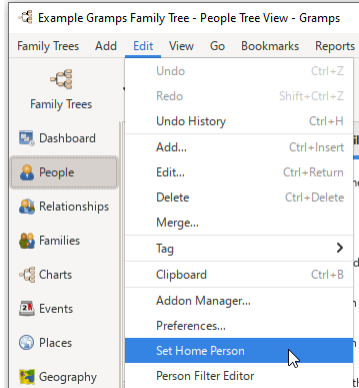 Example Gramps Family Tree - People Tree View - Gramps
Family Trees Add Edit View Go Bookmarks Reports
Family Trees
Dashboard
People
Relationships
Families
Charts
Events
Places
Geography
Undo Ctrl+Z
Redo Shift+Ctrl+Z
Undo History Ctrl+H
Add... Ctrl+Insert
Edit... Ctrl+Return
Delete Ctrl+Delete
Merge...
Tag
Clipboard Ctrl+B
Addon Manager...
Preferences...
Set Home Person
Person Filter Editor